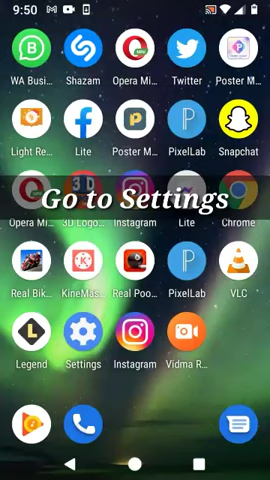 9:50
WA Busi...
Shazam
Opera Mi...
Twitter
Poster M...
Light Re...
Lite
Poster M...
PixelLab
Snapchat
Go to Settings
Opera Mi...
3D Logo...
Instagram
Lite
Chrome
Real Bik...
KineMas...
Real Poo...
PixelLab
VLC
Legend
Settings
Instagram
Vidma R...